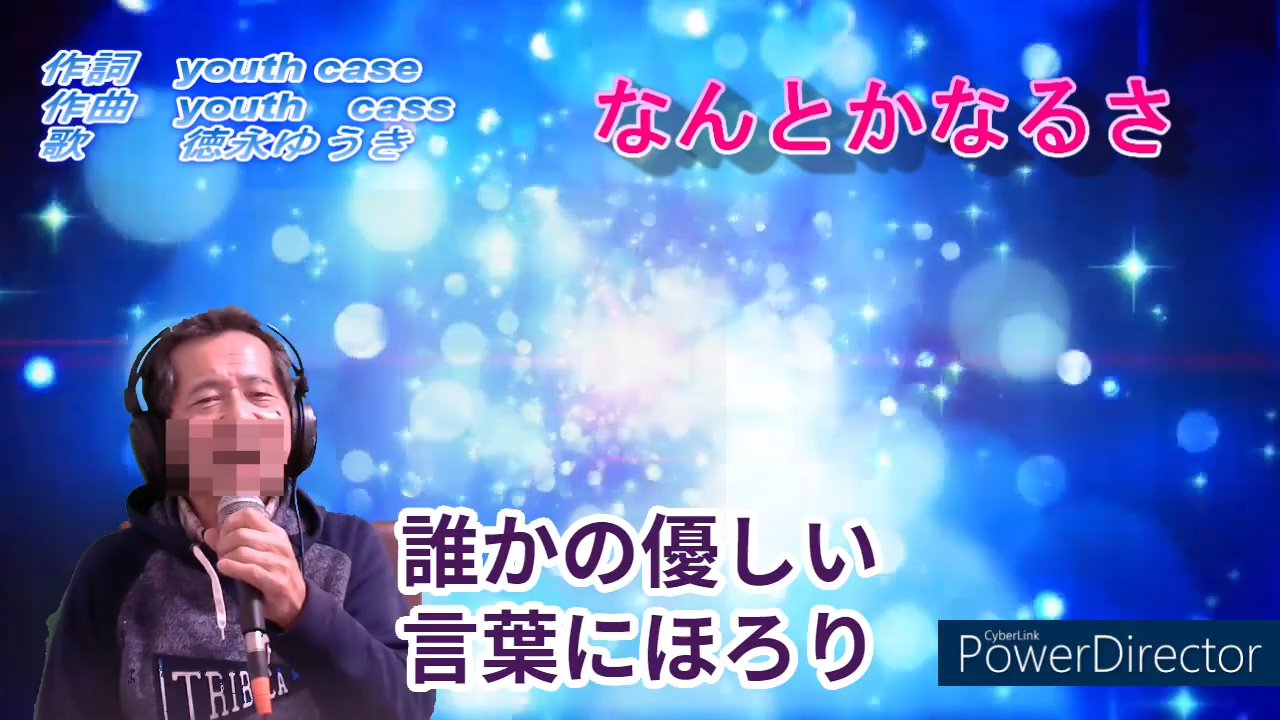 作詞　youth case
作曲　youth　cass
歌　　徳永ゆうき
なんとかなるさ
誰かの優しい
言葉にほろり
CyberLink
PowerDirector